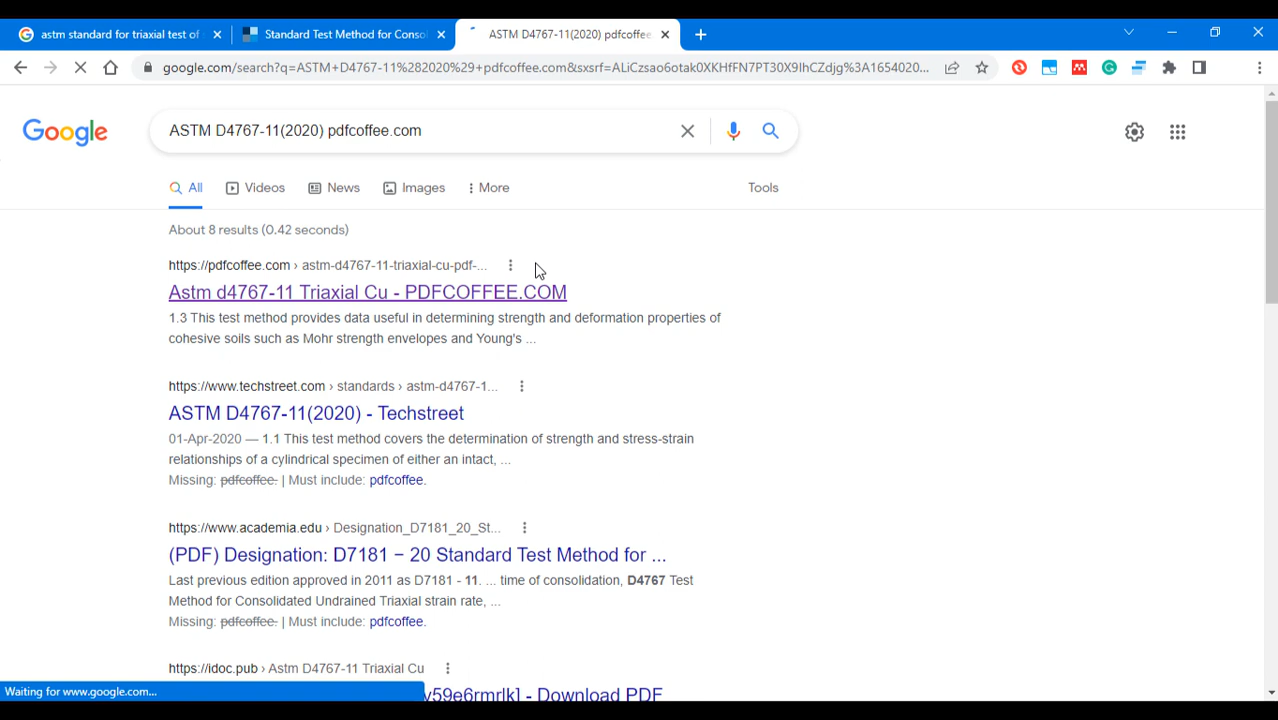 astm standard for triaxial test of
Standard Test Method for Consol
ASTM D4767-11(2020) pdfcoffee
google.com/search?q=ASTM+D4767-11%282020%29+pdfcoffee.com&sxsrf=ALiCzsao6otak0XKHfFN7PT30X9IhCZdjg%3A1654020...
Google
ASTM D4767-11(2020) pdfcoffee.com
All
Videos
News
Images
More
Tools
About 8 results (0.42 seconds)
https://pdfcoffee.com › astm-d4767-11-triaxial-cu-pdf-...
Astm d4767-11 Triaxial Cu - PDFCOFFEE.COM
1.3 This test method provides data useful in determining strength and deformation properties of
cohesive soils such as Mohr strength envelopes and Young's ...
https://www.techstreet.com › standards › astm-d4767-1...
ASTM D4767-11(2020) - Techstreet
01-Apr-2020 — 1.1 This test method covers the determination of strength and stress-strain
relationships of a cylindrical specimen of either an intact, ...
Missing: pdfcoffee. | Must include: pdfcoffee.
https://www.academia.edu › Designation_D7181_20_St...
(PDF) Designation: D7181 − 20 Standard Test Method for ...
Last previous edition approved in 2011 as D7181 - 11. ... time of consolidation, D4767 Test
Method for Consolidated Undrained Triaxial strain rate, ...
Missing: pdfcoffee. | Must include: pdfcoffee.
https://idoc.pub › Astm D4767-11 Triaxial Cu
v59e6rmrlk] - Download PDF
Waiting for www.google.com...